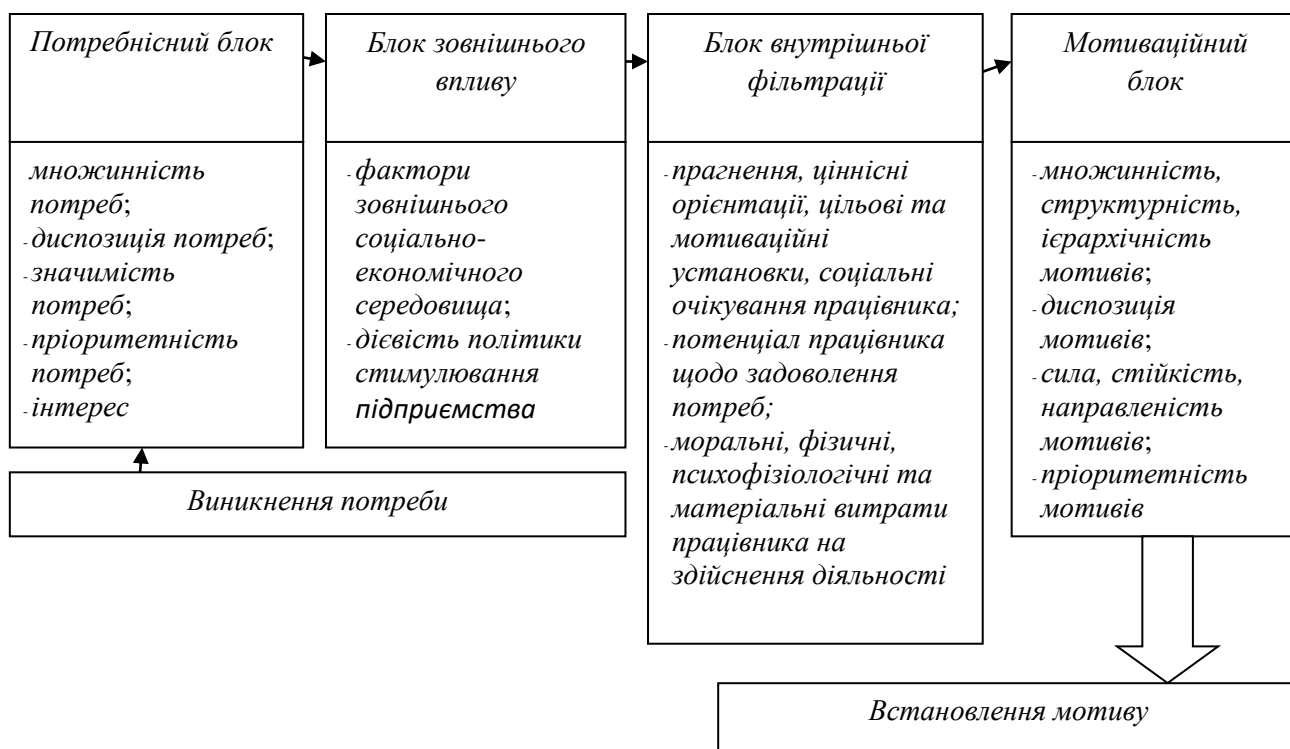 Потребнісний блок
множинність
потреб;
- диспозиція потреб;
- значимість
потреб;
- пріоритетність
потреб;
- інтерес
Виникнення потреби
Блок зовнішнього
впливу
- фактори
зовнішнього
соціально-
економічного
середовища;
- дієвість політики
стимулювання
підприємства
Блок внутрішньої
фільтрації
- прагнення, ціннісні
орієнтації, цільові та
мотиваційні
установки, соціальні
очікування працівника;
- потенціал працівника
щодо задоволення
потреб;
- моральні, фізичні,
психофізіологічні та
матеріальні витрати
працівника на
здійснення діяльності
Мотиваційний
блок
- множинність,
структурність,
ієрархічність
мотивів;
- диспозиція
мотивів;
- сила, стійкість,
направленість
мотивів;
- пріоритетність
мотивів
Встановлення мотиву